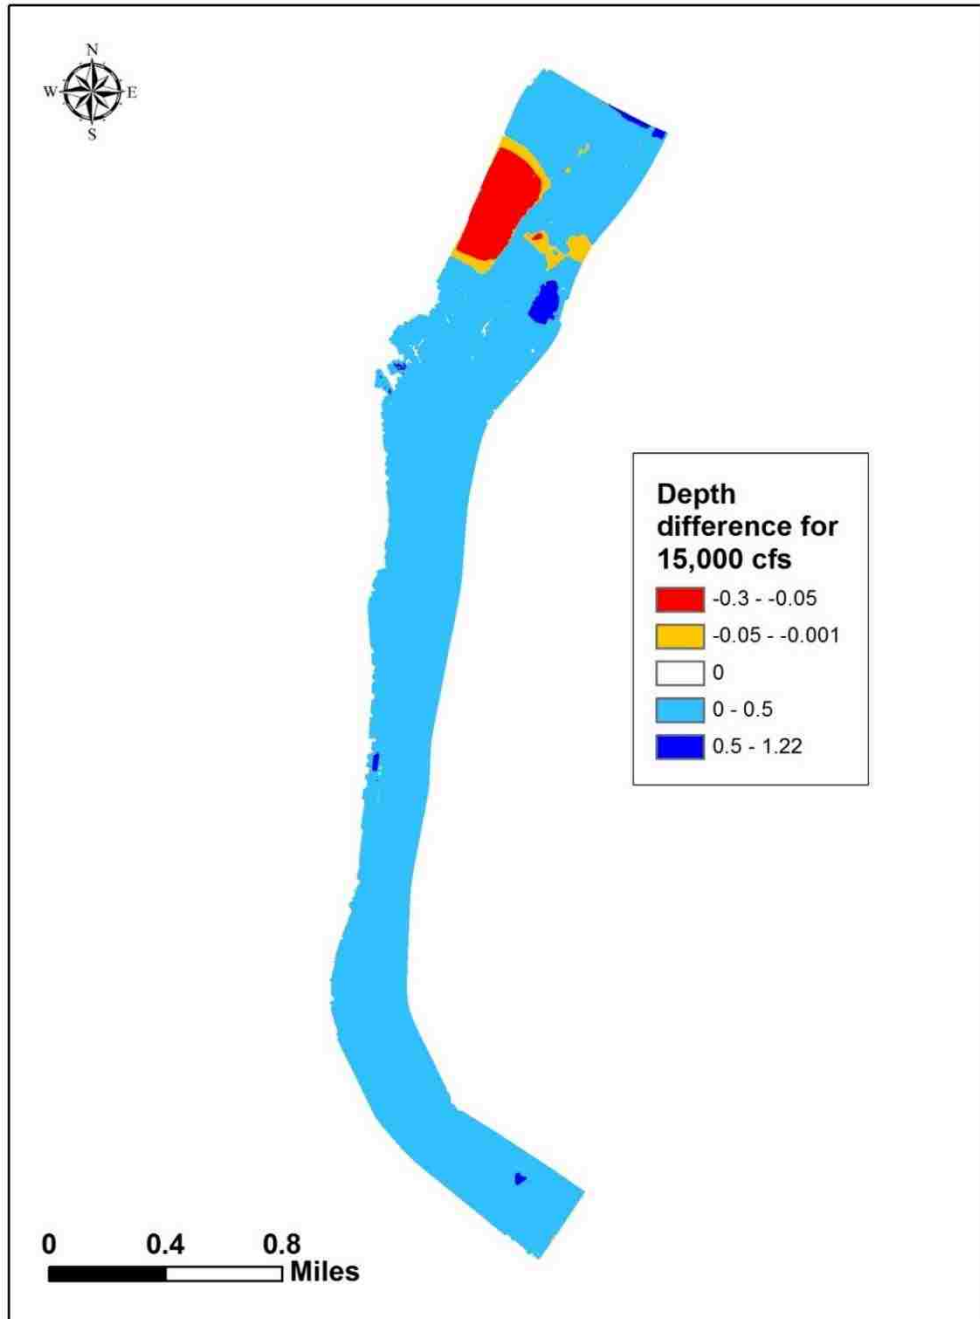 N
W E
S
Depth
difference for
15,000 cfs
-0.3 - -0.05
-0.05 - -0.001
0
0 - 0.5
0.5 - 1.22
0 0.4 0.8
Miles